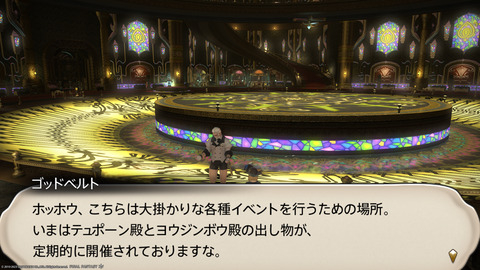 ゴッドベルト
ホッホウ、こちらは大掛かりな各種イベントを行うための場所。
いまはテュポーン殿とヨウジンボウ殿の出し物が、
定期的に開催されておりますな。